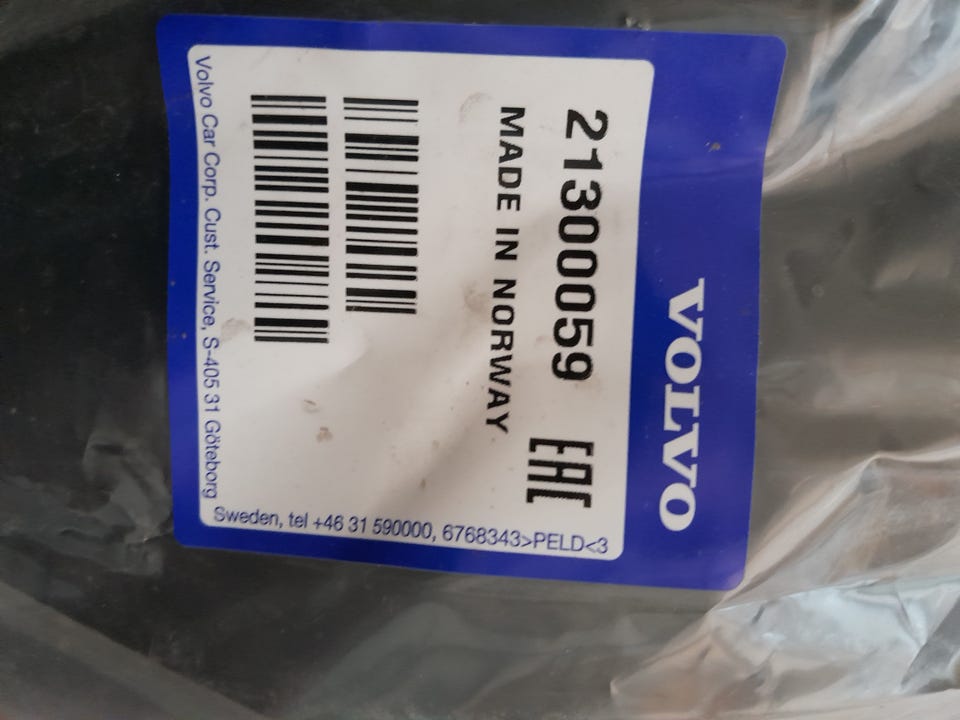 VOLVO
21300059 EAC
MADE IN NORWAY
Volvo Car Corp. Cust. Service, S-405 31 Göteborg
Sweden, tel +46 31 590000, 6768343>PELD<3